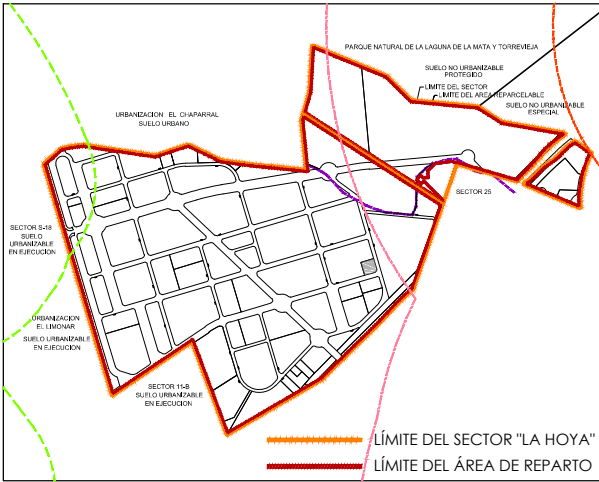 PARQUE NATURAL DE LA LAGUNA DE LA MATA Y TORREVIEJA
SUELO NO URBANIZABLE
PROTEGIDO
LIMITE DEL SECTOR
LIMITE DEL AREA REPARCELABLE
SUELO NO URBANIZABLE
ESPECIAL
URBANIZACION EL CHAPARRAL
SUELO URBANO
SECTOR 25
SECTOR S-18
SUELO
URBANIZABLE
EN EJECUCION
URBANIZACION
EL LIMONAR
SUELO URBANIZABLE
EN EJECUCION
SECTOR 11-B
SUELO URBANIZABLE
EN EJECUCION
LÍMITE DEL SECTOR "LA HOYA"
LÍMITE DEL ÁREA DE REPARTO